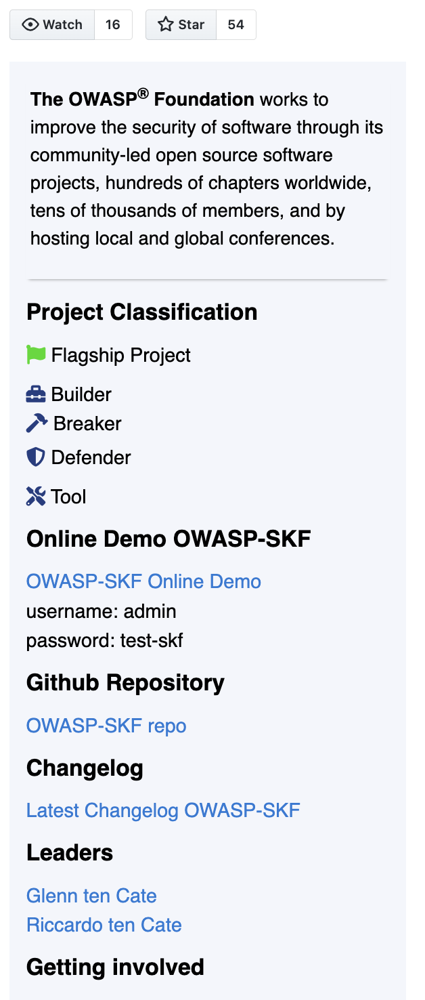 Watch 16 Star 54
The OWASP® Foundation works to
improve the security of software through its
community-led open source software
projects, hundreds of chapters worldwide,
tens of thousands of members, and by
hosting local and global conferences.
Project Classification
Flagship Project
Builder
Breaker
Defender
Tool
Online Demo OWASP-SKF
OWASP-SKF Online Demo
username: admin
password: test-skf
Github Repository
OWASP-SKF repo
Changelog
Latest Changelog OWASP-SKF
Leaders
Glenn ten Cate
Riccardo ten Cate
Getting involved